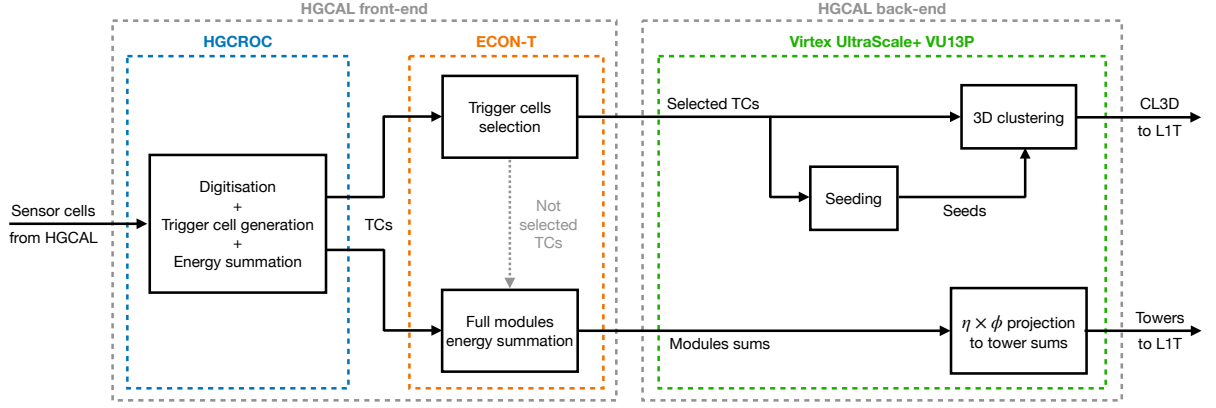 HGCAL front-end
HGCAL back-end
HGCROC
ECON-T
Virtex UltraScale+ VU13P
Sensor cells
from HGCAL
Digitisation
+
Trigger cell generation
+
Energy summation
TCs
Trigger cells
selection
Not
selected
TCs
Full modules
energy summation
Selected TCs
Modules sums
Seeding
Seeds
3D clustering
η × ϕ projection
to tower sums
CL3D
to L1T
Towers
to L1T